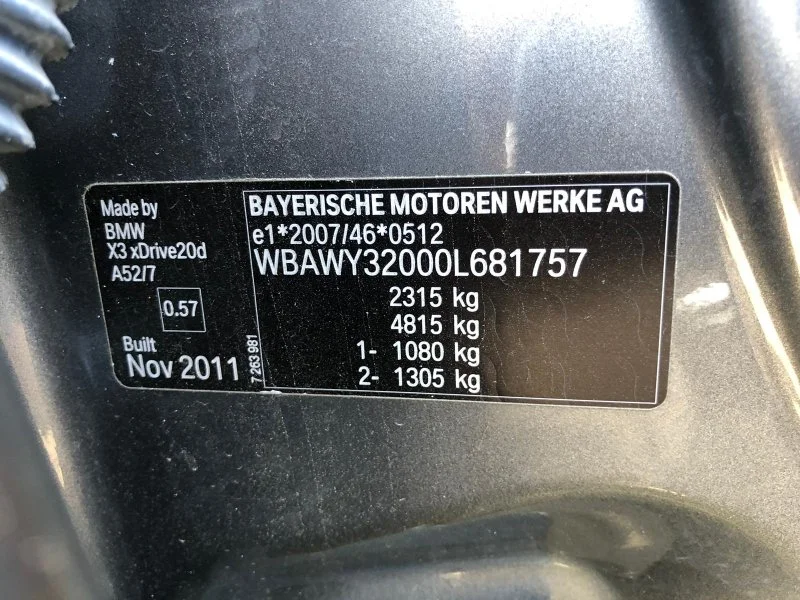 Made by
BMW
X3 xDrive20d
A52/7
0.57
Built
Nov 2011
7 263 981
BAYERISCHE MOTOREN WERKE AG
e1*2007/46*0512
WBAWY32000L681757
2315 kg
4815 kg
1- 1080 kg
2- 1305 kg